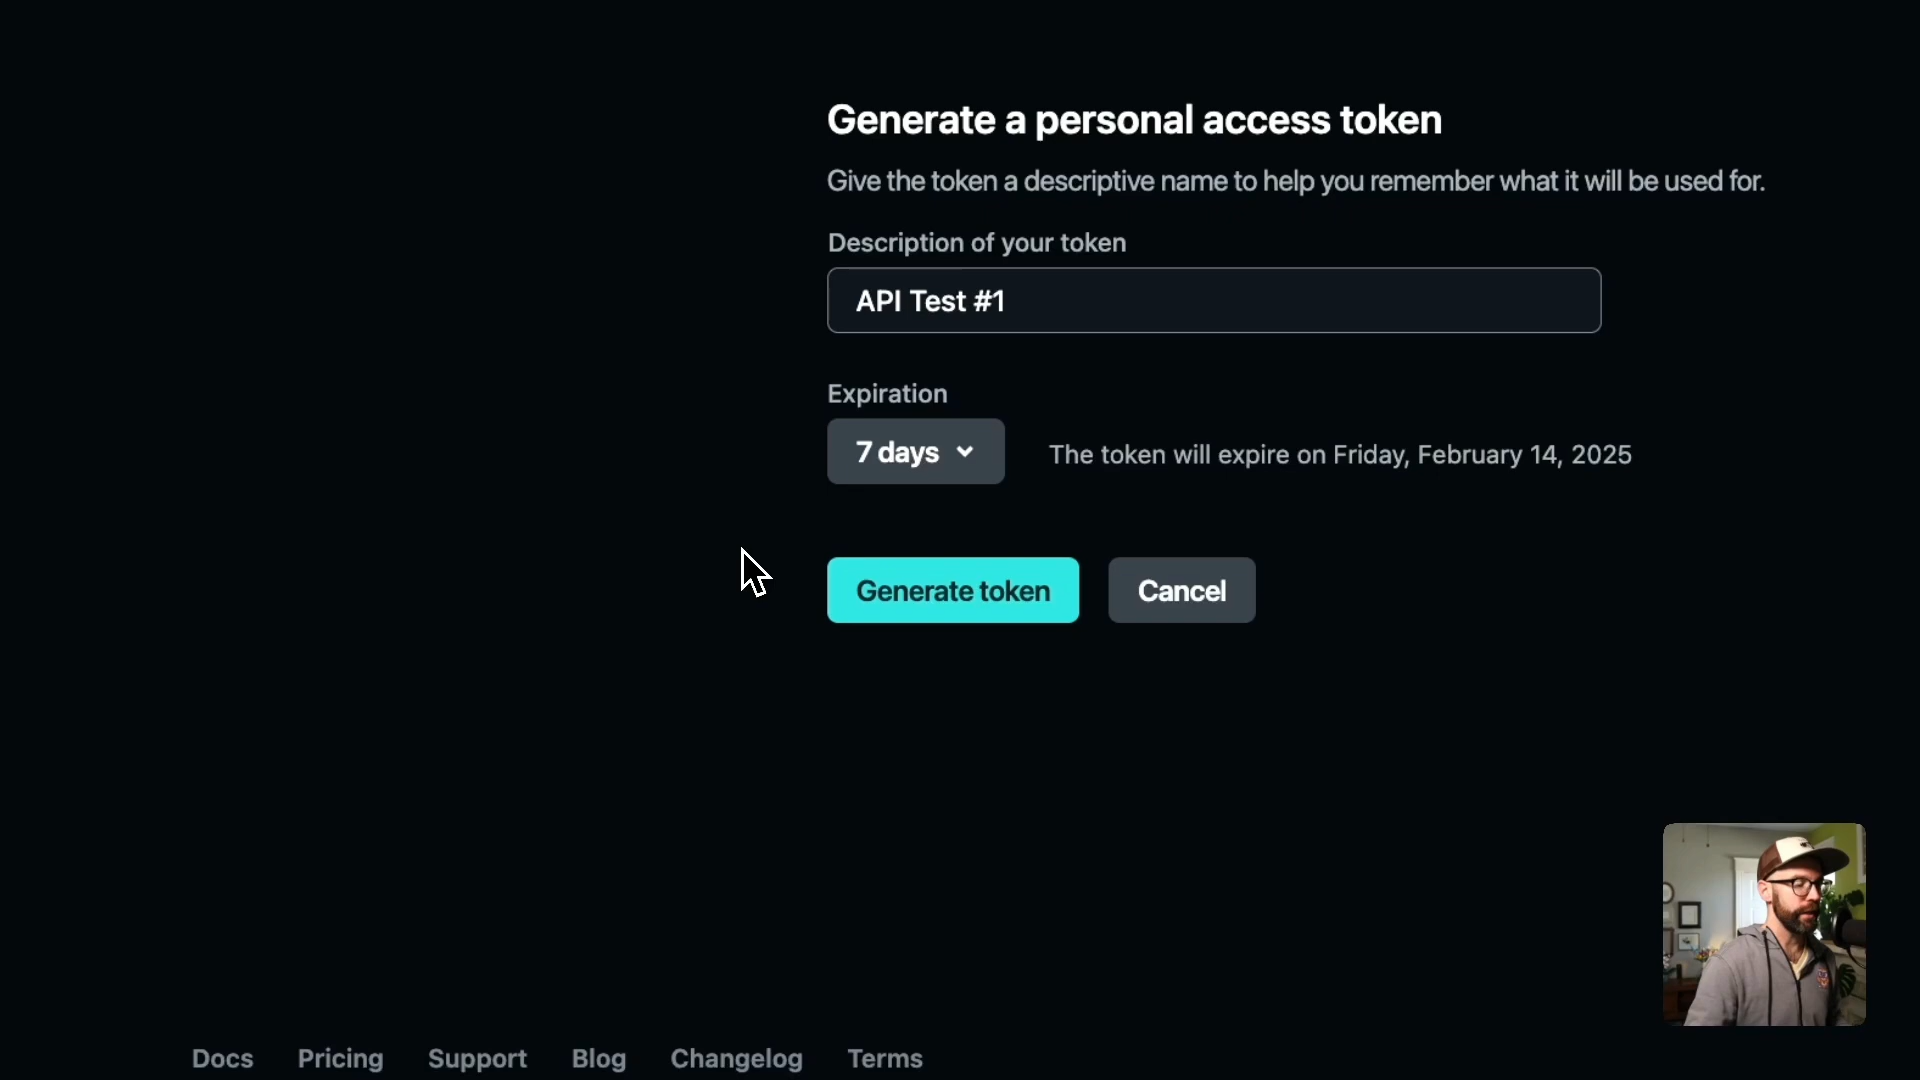 Generate a personal access token
Give the token a descriptive name to help you remember what it will be used for.
Description of your token
API Test #1
Expiration
7 days
The token will expire on Friday, February 14, 2025
Generate token
Cancel
Docs
Pricing
Support
Blog
Changelog
Terms